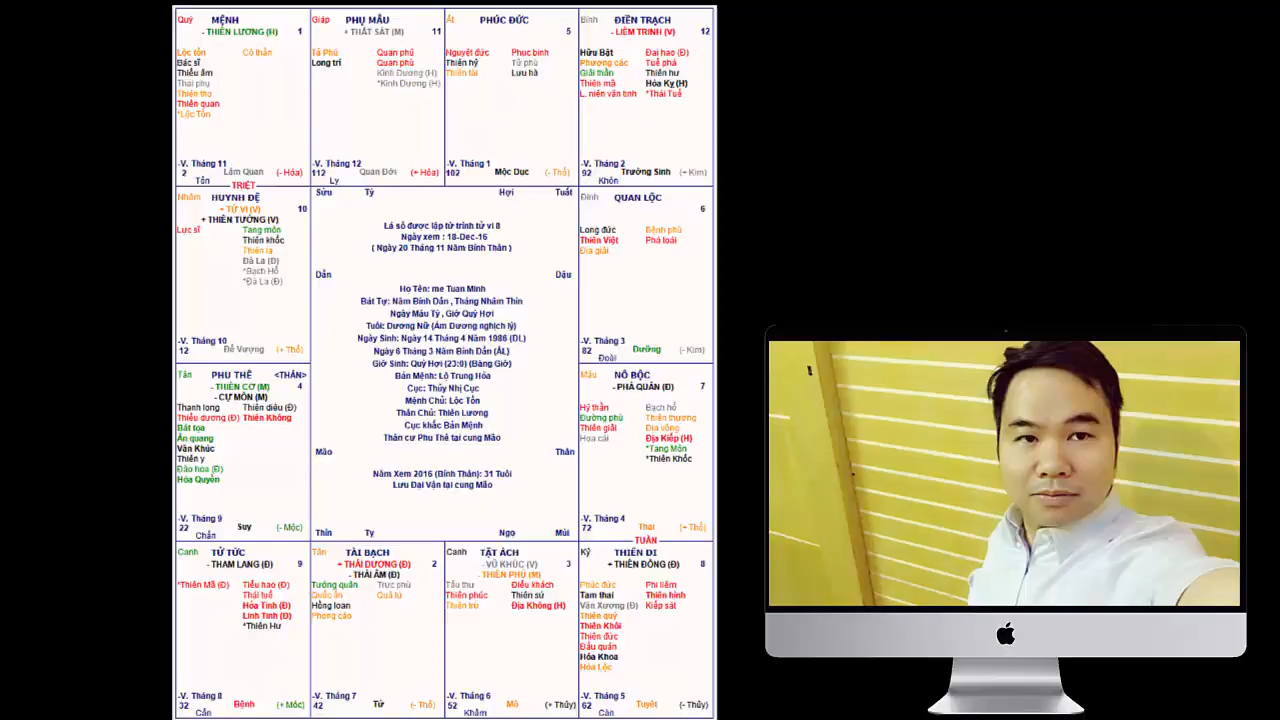 Quý MỆNH
- THIÊN LƯƠNG (H) 1
Lộc tồn Cô thần
Bác sĩ
Thiếu âm
Thai phụ
Thiên thọ
Thiên quan
*Lộc Tồn
-V. Tháng 11
2 Lâm Quan (- Hỏa)
Tốn
Giáp PHỤ MẪU
+ THẤT SÁT (M) 11
Tả Phù Quan phủ
Long trì Quan phù
Kình Dương (H)
*Kình Dương (H)
-V. Tháng 12
112 Quan Đới (+ Hỏa)
Ly
Ất PHÚC ĐỨC
5
Nguyệt đức Phục binh
Thiên hỷ Tử phù
Thiên tài Lưu hà
-V. Tháng 1
102 Mộc Dục (- Thổ)
Bính ĐIỀN TRẠCH
- LIÊM TRINH (V) 12
Hữu Bật Đại hao (Đ)
Phượng các Tuế phá
Giải thần Thiên hư
Thiên mã Hóa Kỵ (H)
L. niên văn tinh *Thái Tuế
-V. Tháng 2
92 Trường Sinh (+ Kim)
Khôn
TRIỆT
Nhâm HUYNH ĐỆ
+ TỬ VI (V) 10
+ THIÊN TƯỚNG (V)
Lực sĩ Tang môn
Thiên khốc
Thiên la
Đà La (Đ)
*Bạch Hổ
*Đà La (Đ)
-V. Tháng 10
12 Đế Vượng (+ Thổ)
Sửu Tý Hợi Tuất
Lá số được lập từ trình tử vi 8
Ngày xem : 18-Dec-16
( Ngày 20 Tháng 11 Năm Bính Thân )
Dần Dậu
Họ Tên: me Tuan Minh
Bát Tự: Năm Bính Dần , Tháng Nhâm Thìn
Ngày Mậu Tý , Giờ Quý Hợi
Tuổi: Dương Nữ (Âm Dương nghịch lý)
Ngày Sinh: Ngày 14 Tháng 4 Năm 1986 (DL)
Ngày 6 Tháng 3 Năm Bính Dần (ÂL)
Giờ Sinh: Quý Hợi (23:0) (Bằng Giờ)
Bản Mệnh: Lộ Trung Hỏa
Cục: Thủy Nhị Cục
Mệnh Chủ: Lộc Tồn
Thân Chủ: Thiên Lương
Cục khắc Bản Mệnh
Thân cư Phu Thê tại cung Mão
Mão Thân
Năm Xem 2016 (Bính Thân): 31 Tuổi
Lưu Đại Vận tại cung Mão
Thìn Tỵ Ngọ Mùi
Đinh QUAN LỘC
6
Long đức Bệnh phù
Thiên Việt Phá toái
Địa giải
-V. Tháng 3
82 Dưỡng (- Kim)
Đoài
Tân PHU THÊ <THÂN>
- THIÊN CƠ (M) 4
- CỰ MÔN (M)
Thanh long Thiên diêu (Đ)
Thiếu dương (Đ) Thiên Không
Bát tọa
Ân quang
Văn Khúc
Thiên y
Đào hoa (Đ)
Hóa Quyền
-V. Tháng 9
22 Suy (- Mộc)
Chấn
Mậu NÔ BỘC
- PHÁ QUÂN (Đ) 7
Hỷ thần Bạch hổ
Đường phù Thiên thương
Thiên giải Địa võng
Hoa cái Địa Kiếp (H)
*Tang Môn
*Thiên Khốc
-V. Tháng 4
72 Thai (+ Thổ)
TUẦN
Canh TỬ TỨC
- THAM LANG (Đ) 9
*Thiên Mã (Đ) Tiểu hao (Đ)
Thái tuế
Hỏa Tinh (Đ)
Linh Tinh (Đ)
*Thiên Hư
-V. Tháng 8
32 Bệnh (+ Mộc)
Cấn
Tân TÀI BẠCH
+ THÁI DƯƠNG (Đ) 2
- THÁI ÂM (Đ)
Tướng quân Trực phù
Quốc ấn Quả tú
Hồng loan
Phong cáo
-V. Tháng 7
42 Tử (- Thổ)
Canh TẬT ÁCH
- VŨ KHÚC (V) 3
- THIÊN PHỦ (M)
Tấu thư Điếu khách
Thiên phúc Thiên sứ
Thiên trù Địa Không (H)
-V. Tháng 6
52 Mộ (+ Thủy)
Khảm
Kỷ THIÊN DI
+ THIÊN ĐỒNG (Đ) 8
Phúc đức Phi liêm
Tam thai Thiên hình
Văn Xương (Đ) Kiếp sát
Thiên quý
Thiên Khôi
Thiên đức
Đẩu quân
Hóa Khoa
Hóa Lộc
-V. Tháng 5
62 Tuyệt (- Thủy)
Càn